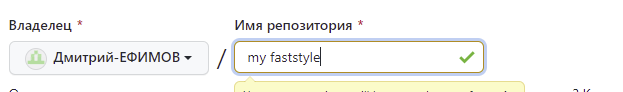 Владелец * Имя репозитория *
Дмитрий-ЕФИМОВ / my faststyle